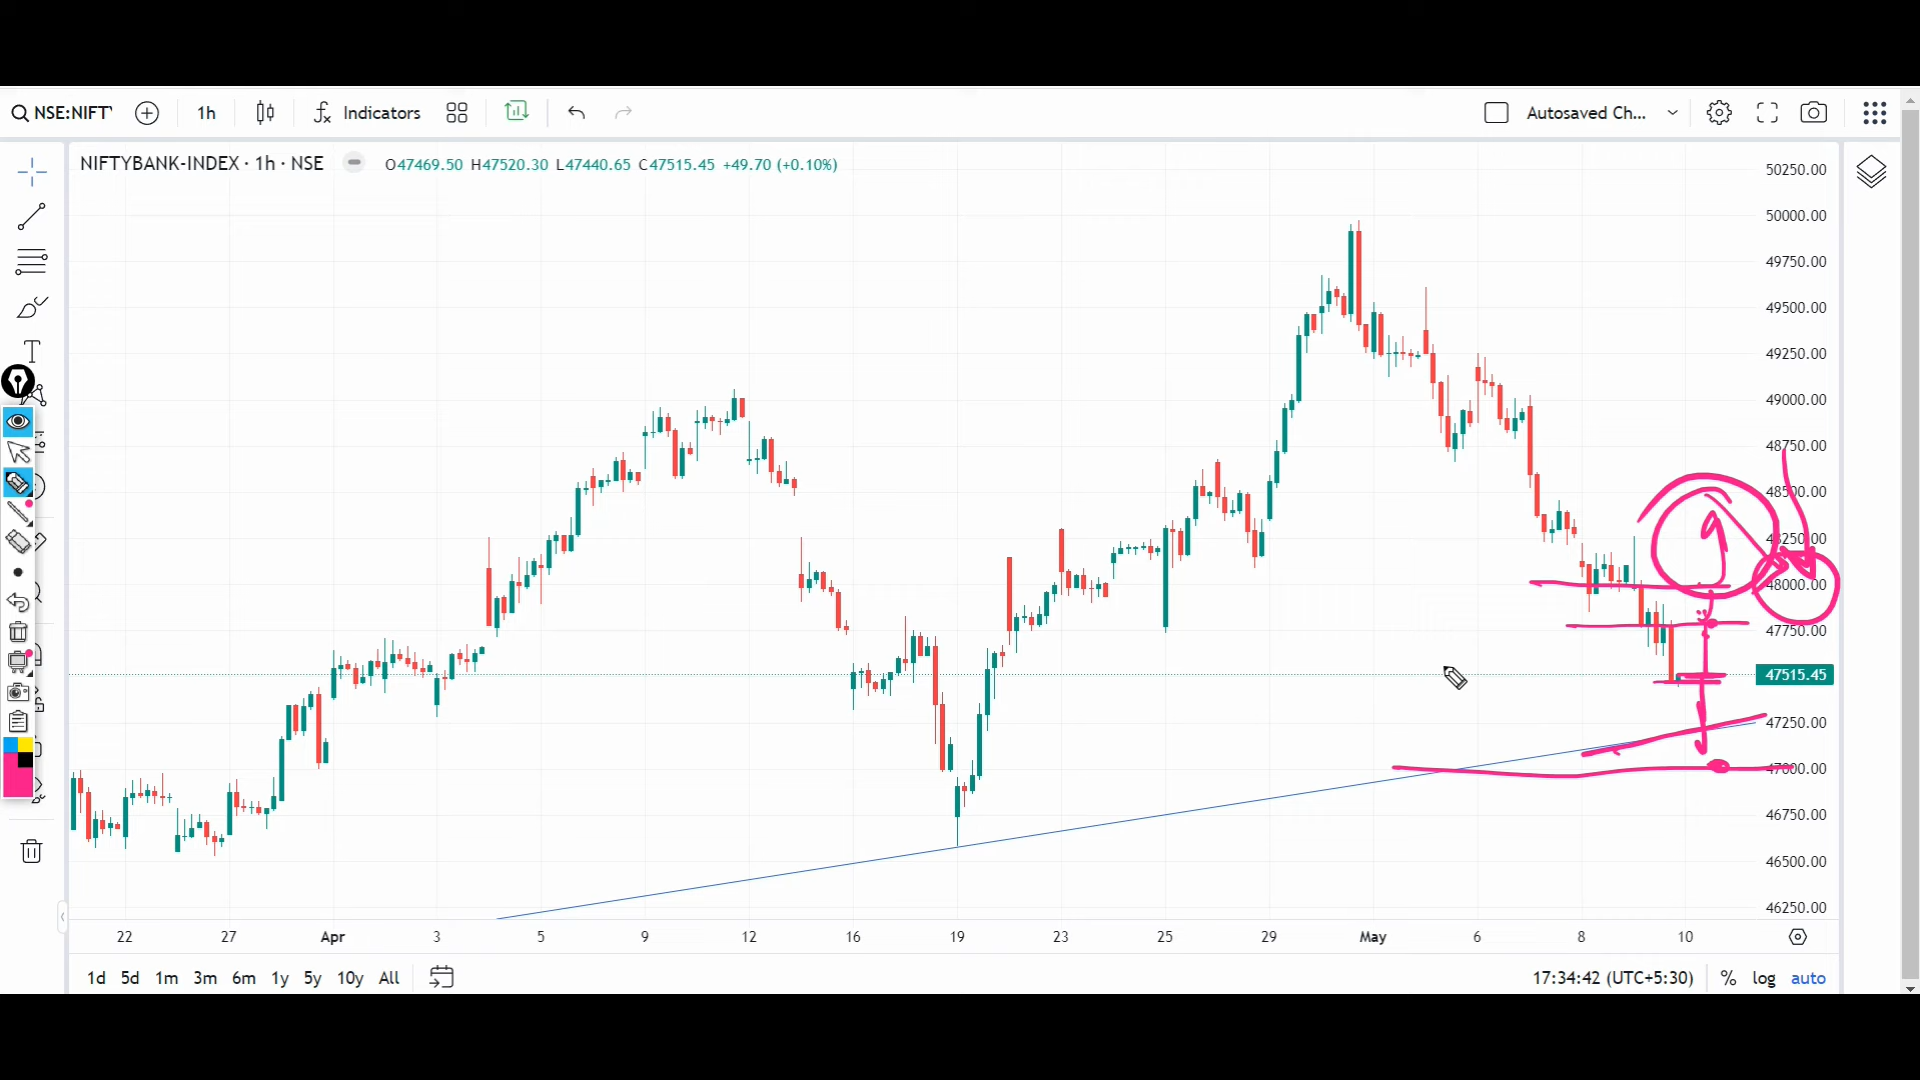 NSE:NIFT
1h
Indicators
Autosaved Ch...
NIFTYBANK-INDEX · 1h · NSE
O47469.50 H47520.30 L47440.65 C47515.45 +49.70 (+0.10%)
50250.00
50000.00
49750.00
49500.00
49250.00
49000.00
48750.00
48500.00
48250.00
48000.00
47750.00
47515.45
47250.00
47000.00
46750.00
46500.00
46250.00
22 27 Apr 3 5 9 12 16 19 23 25 29 May 6 8 10
1d 5d 1m 3m 6m 1y 5y 10y All
17:34:42 (UTC+5:30) % log auto